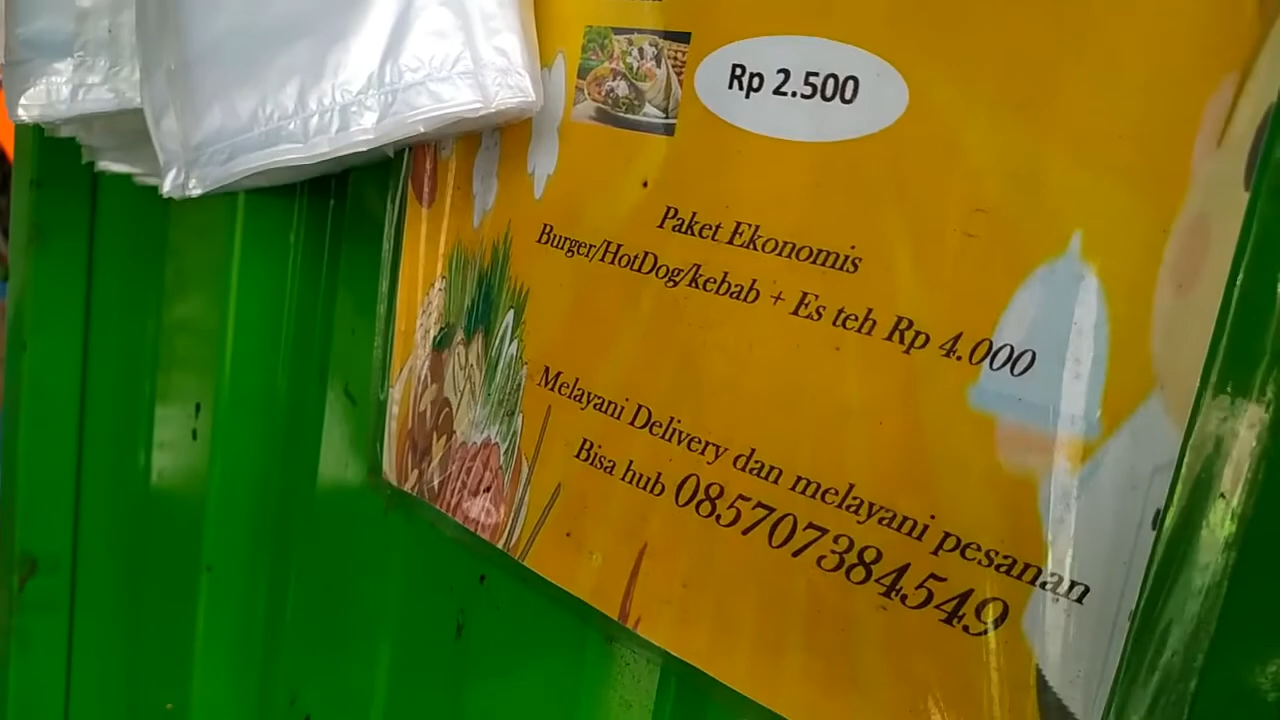 Rp 2.500
Paket Ekonomis
Burger/HotDog/kebab + Es teh Rp 4.000
Melayani Delivery dan melayani pesanan
Bisa hub 085707384549